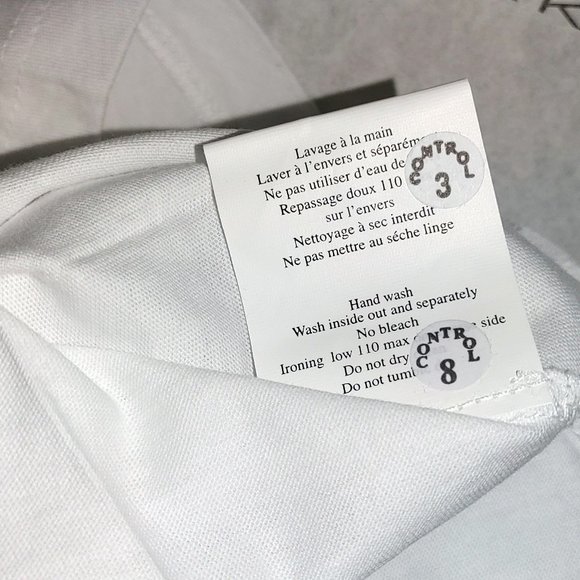 Lavage à la main
Laver à l'envers et séparém
Ne pas utiliser d'eau de
Repassage doux 110
sur l'envers
Nettoyage à sec interdit
Ne pas mettre au séche linge
CONTROL
3
Hand wash
Wash inside out and separately
No bleach
Ironing low 110 max side
Do not dry
Do not tumb
CONTROL
8